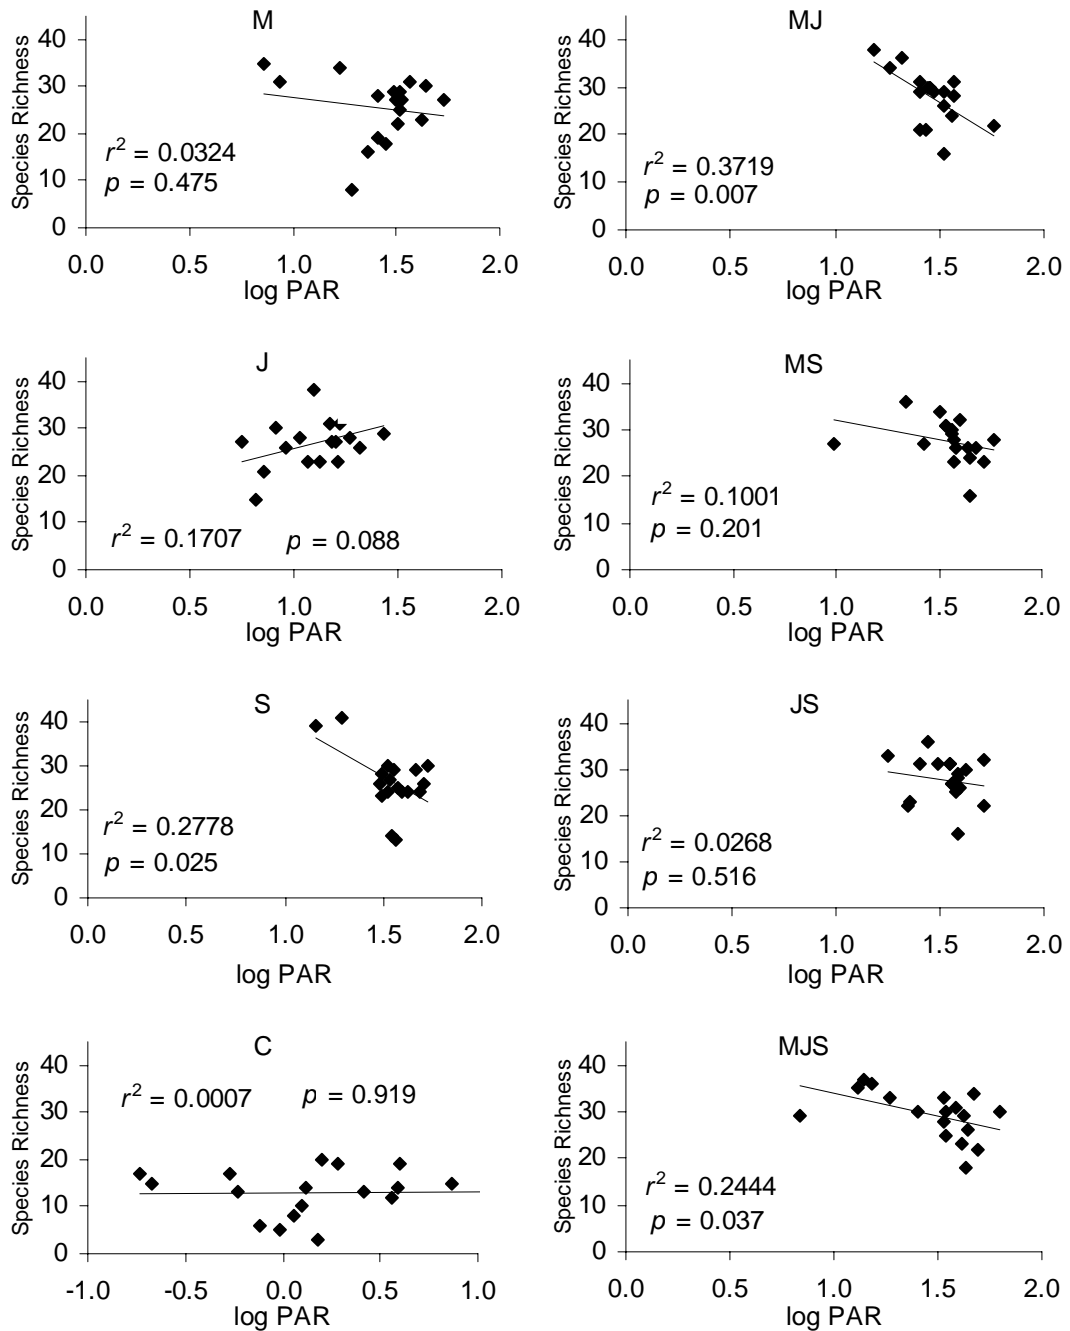 M
Species Richness
40
30
20
10
0
r² = 0.0324
p = 0.475
0.0 0.5 1.0 1.5 2.0
log PAR
MJ
Species Richness
40
30
20
10
0
r² = 0.3719
p = 0.007
0.0 0.5 1.0 1.5 2.0
log PAR
J
Species Richness
40
30
20
10
0
r² = 0.1707 p = 0.088
0.0 0.5 1.0 1.5 2.0
log PAR
MS
Species Richness
40
30
20
10
0
r² = 0.1001
p = 0.201
0.0 0.5 1.0 1.5 2.0
log PAR
S
Species Richness
40
30
20
10
0
r² = 0.2778
p = 0.025
0.0 0.5 1.0 1.5 2.0
log PAR
JS
Species Richness
40
30
20
10
0
r² = 0.0268
p = 0.516
0.0 0.5 1.0 1.5 2.0
log PAR
C
Species Richness
40
30
20
10
0
r² = 0.0007 p = 0.919
-1.0 -0.5 0.0 0.5 1.0
log PAR
MJS
Species Richness
40
30
20
10
0
r² = 0.2444
p = 0.037
0.0 0.5 1.0 1.5 2.0
log PAR